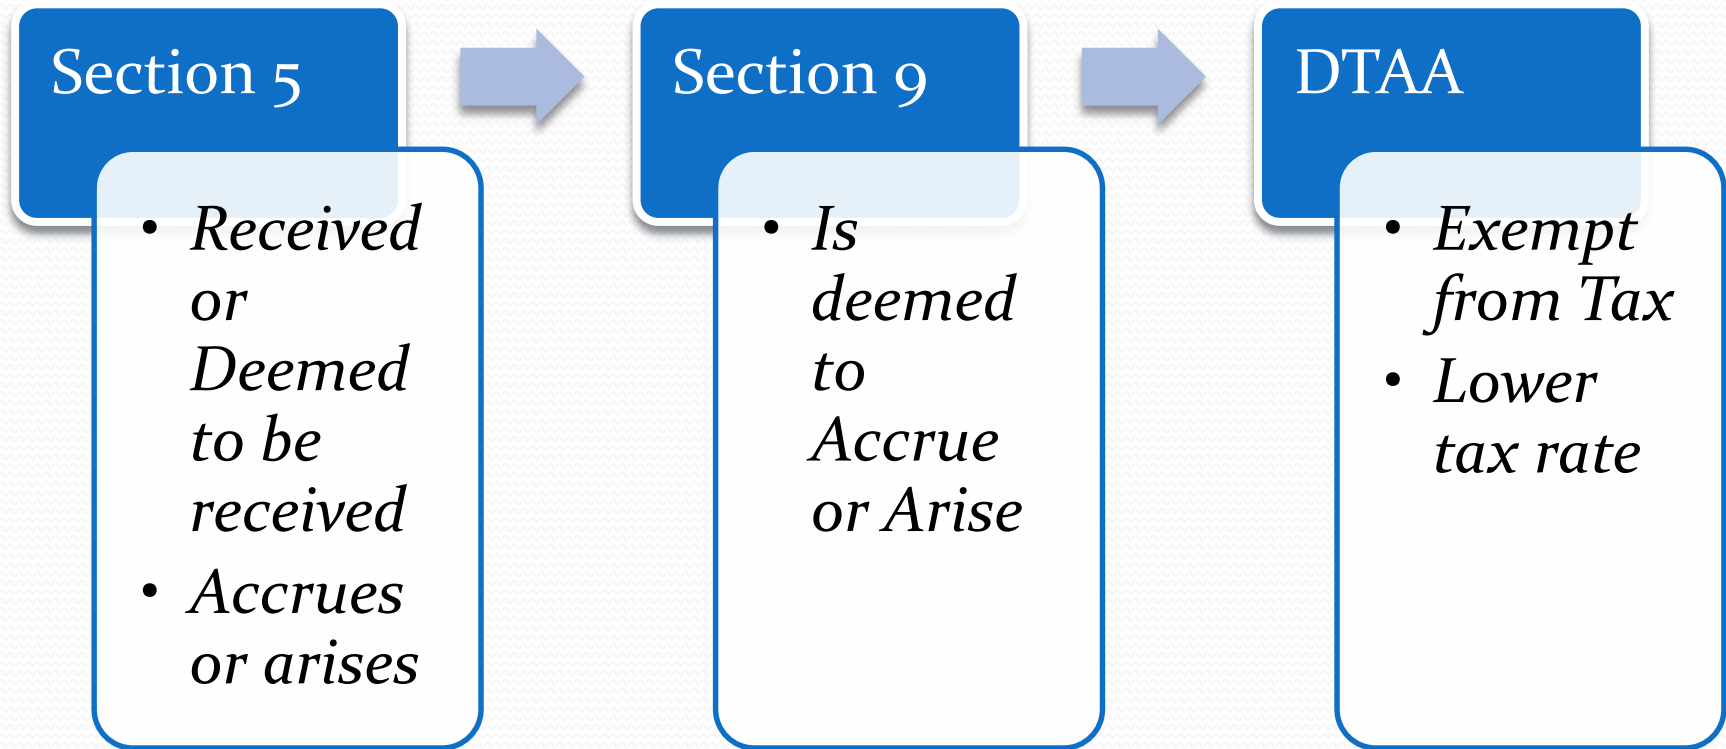 Section 5
• Received
or
Deemed
to be
received
• Accrues
or arises
Section 9
• Is
deemed
to
Accrue
or Arise
DTAA
• Exempt
from Tax
• Lower
tax rate